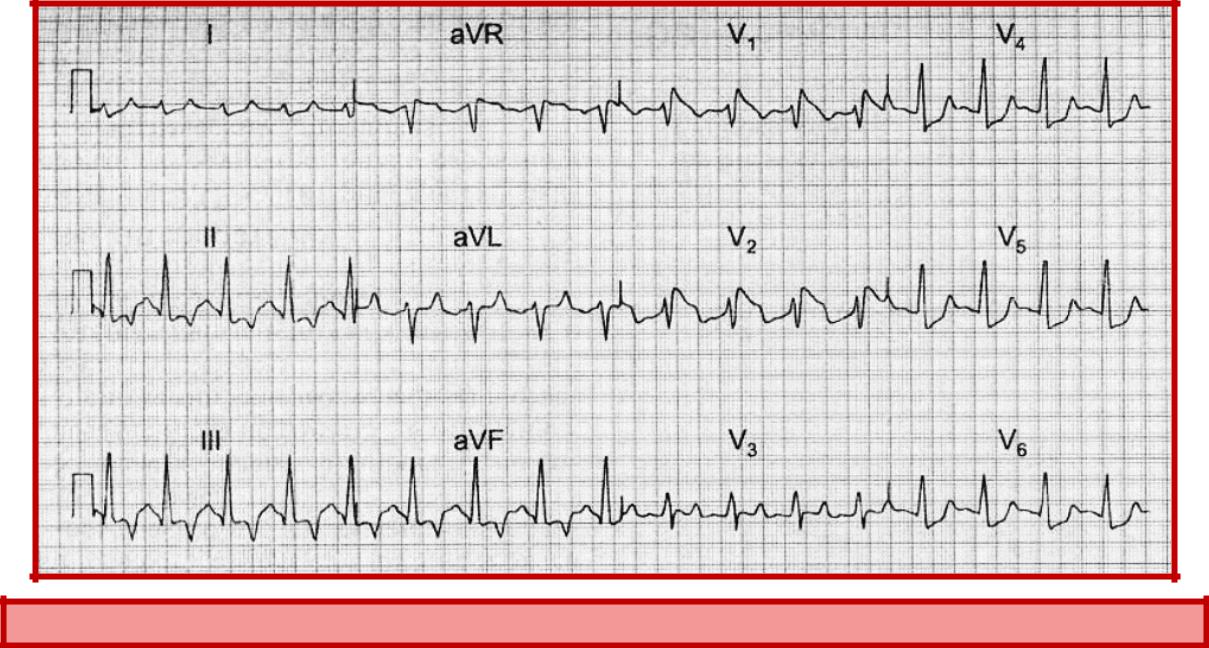 I aVR V₁ V₄
II aVL V₂ V₅
III aVF V₃ V₆